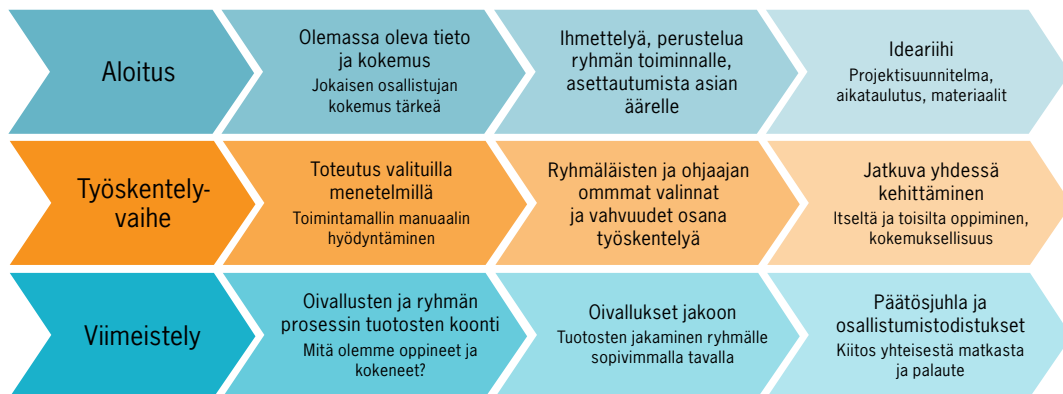 Aloitus
Olemassa oleva tieto
ja kokemus
Jokaisen osallistujan
kokemus tärkeä
Ihmettelyä, perustelua
ryhmän toiminnalle,
asettautumista asian
äärelle
Ideariihi
Projektisuunnitelma,
aikataulutus, materiaalit
Työskentely-
vaihe
Toteutus valituilla
menetelmillä
Toimintamallin manuaalin
hyödyntäminen
Ryhmäläisten ja ohjaajan
ommmat valinnat
ja vahvuudet osana
työskentelyä
Jatkuva yhdessä
kehittäminen
Itseltä ja toisilta oppiminen,
kokemuksellisuus
Viimeistely
Oivallusten ja ryhmän
prosessin tuotosten koonti
Mitä olemme oppineet ja
kokeneet?
Oivallukset jakoon
Tuotosten jakaminen ryhmälle
sopivimmalla tavalla
Päätösjuhla ja
osallistumistodistukset
Kiitos yhteisestä matkasta
ja palaute